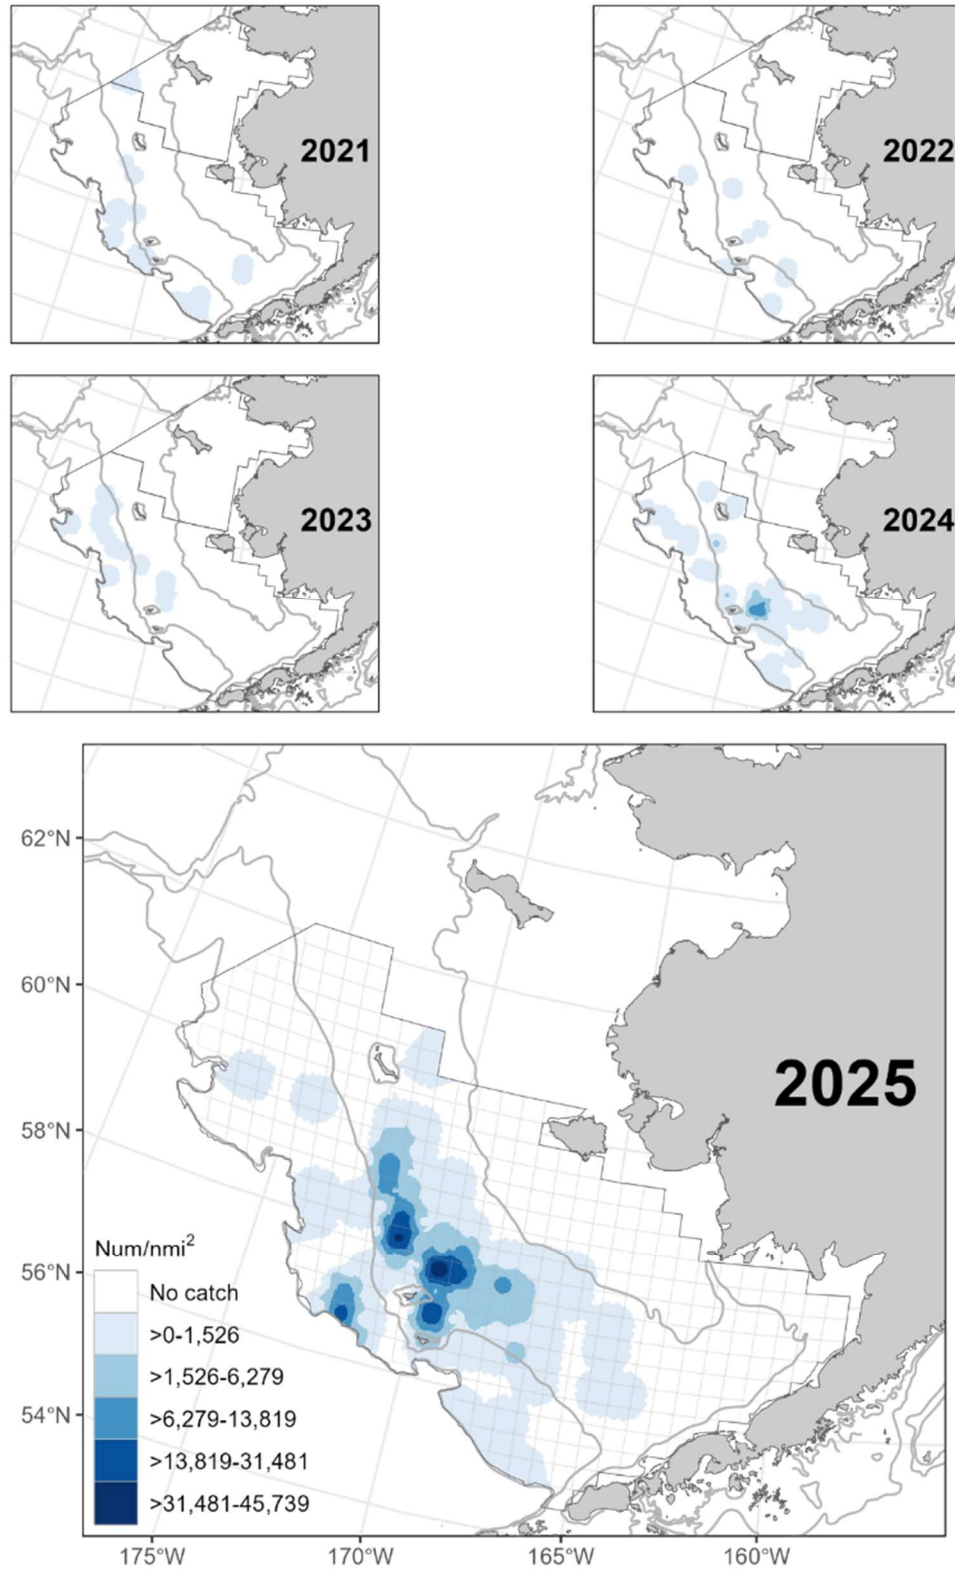 2021
2022
2023
2024
2025
62°N
60°N
58°N
56°N
54°N
Num/nmi²
No catch
>0-1,526
>1,526-6,279
>6,279-13,819
>13,819-31,481
>31,481-45,739
175°W
170°W
165°W
160°W